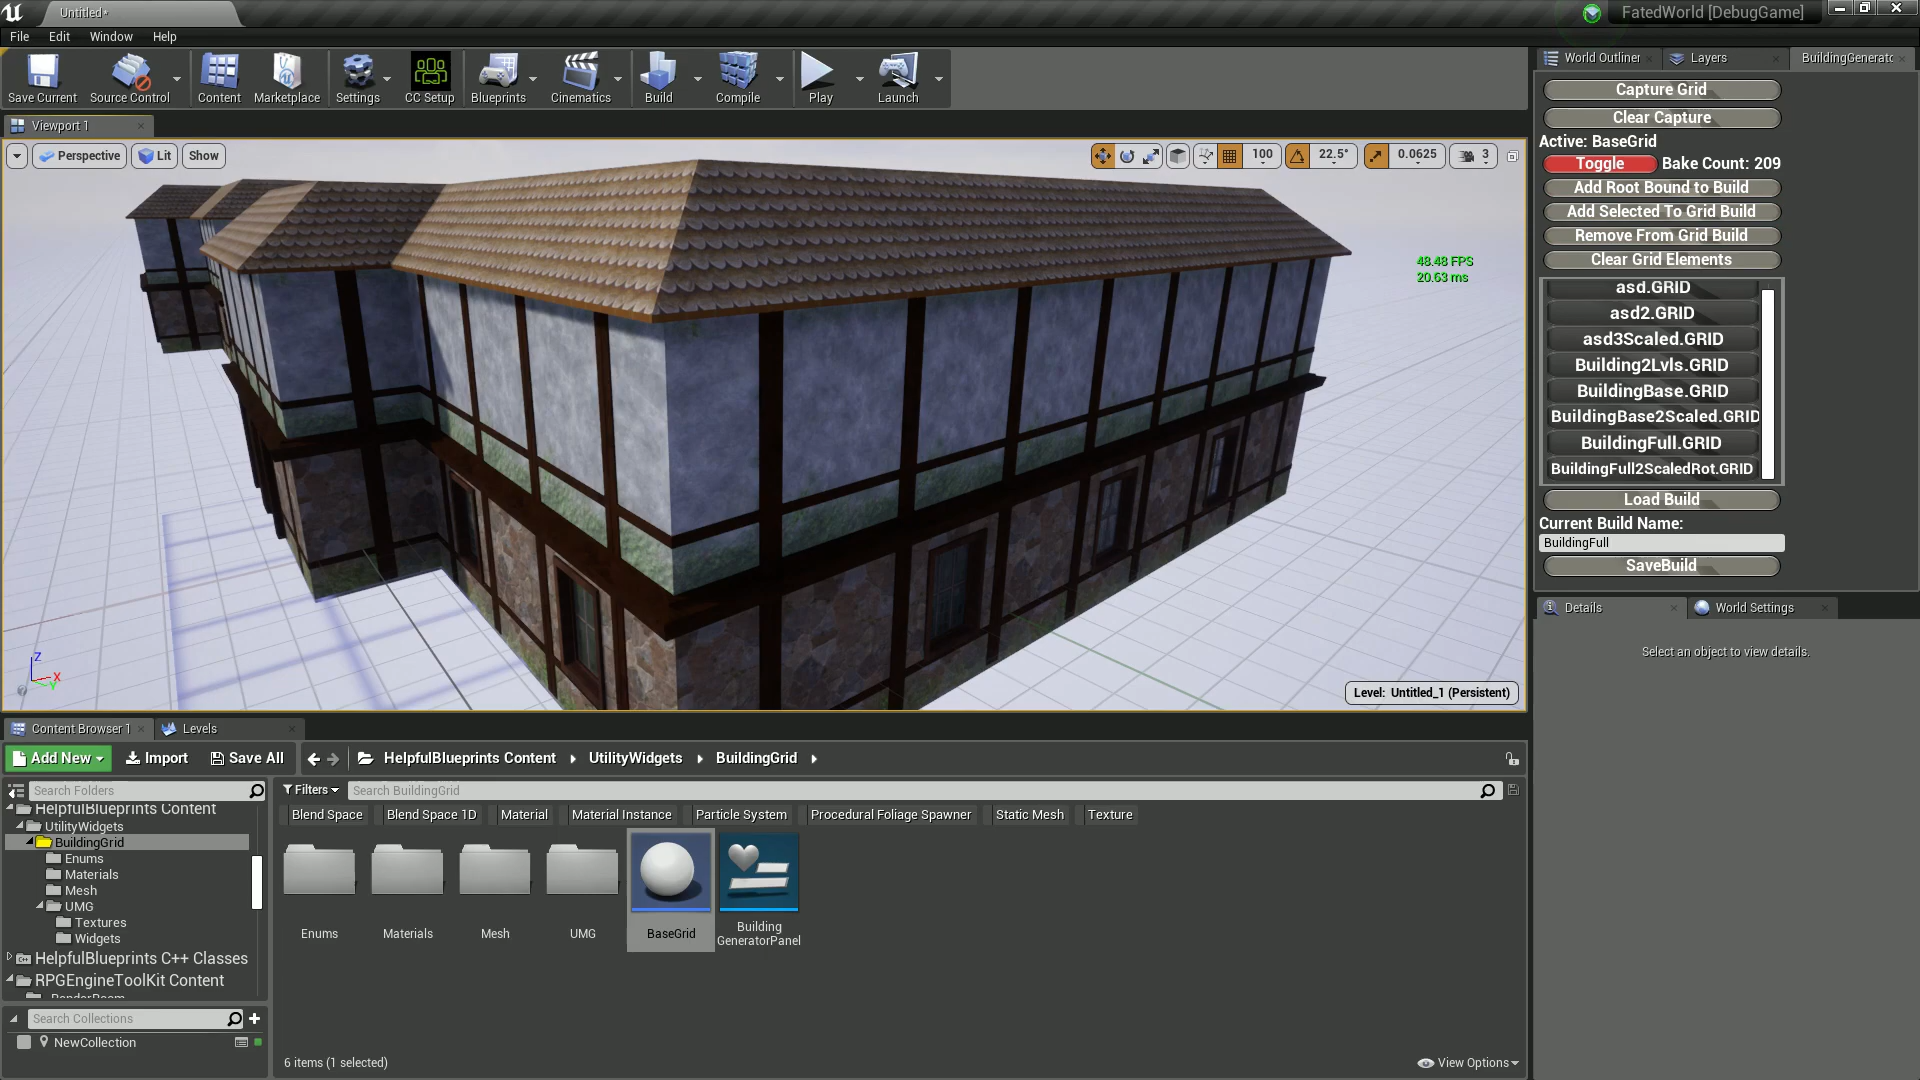 Untitled*
FatedWorld [DebugGame]
File Edit Window Help
Save Current Source Control Content Marketplace Settings CC Setup Blueprints Cinematics Build Compile Play Launch
World Outliner Layers BuildingGeneratc
Capture Grid
Clear Capture
Active: BaseGrid
Toggle Bake Count: 209
Add Root Bound to Build
Add Selected To Grid Build
Remove From Grid Build
Clear Grid Elements
asd.GRID
asd2.GRID
asd3Scaled.GRID
Building2Lvls.GRID
BuildingBase.GRID
BuildingBase2Scaled.GRID
BuildingFull.GRID
BuildingFull2ScaledRot.GRID
Load Build
Current Build Name:
BuildingFull
SaveBuild
Details World Settings
Select an object to view details.
Viewport 1
Perspective Lit Show
100 22.5° 0.0625 3
48.48 FPS
20.63 ms
Z
X
Y
Level: Untitled_1 (Persistent)
Content Browser 1 Levels
Add New Import Save All HelpfulBlueprints Content UtilityWidgets BuildingGrid
Search Folders
HelpfulBlueprints Content
UtilityWidgets
BuildingGrid
Enums
Materials
Mesh
UMG
Textures
Widgets
HelpfulBlueprints C++ Classes
RPGEngineToolKit Content
Search Collections
NewCollection
Filters Search BuildingGrid
Blend Space Blend Space 1D Material Material Instance Particle System Procedural Foliage Spawner Static Mesh Texture
Enums Materials Mesh UMG BaseGrid Building
GeneratorPanel
6 items (1 selected)
View Options